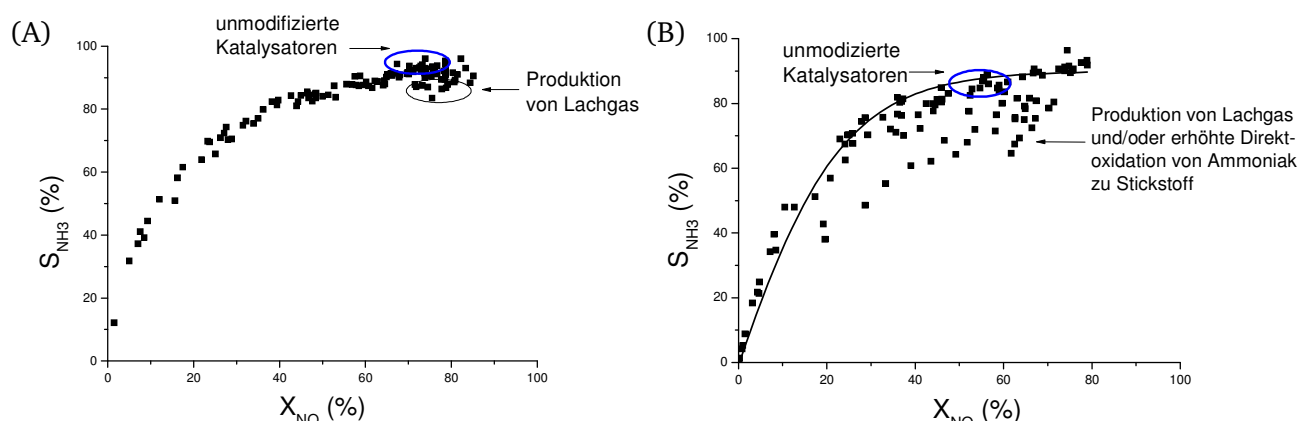 (A)
unmodifizierte
Katalysatoren
Produktion
von Lachgas
S_NH3 (%)
100
80
60
40
20
0
0 20 40 60 80 100
X_NO (%)
(B)
unmodizierte
Katalysatoren
Produktion von Lachgas
und/oder erhöhte Direkt-
oxidation von Ammoniak
zu Stickstoff
S_NH3 (%)
100
80
60
40
20
0
0 20 40 60 80 100
X_NO (%)